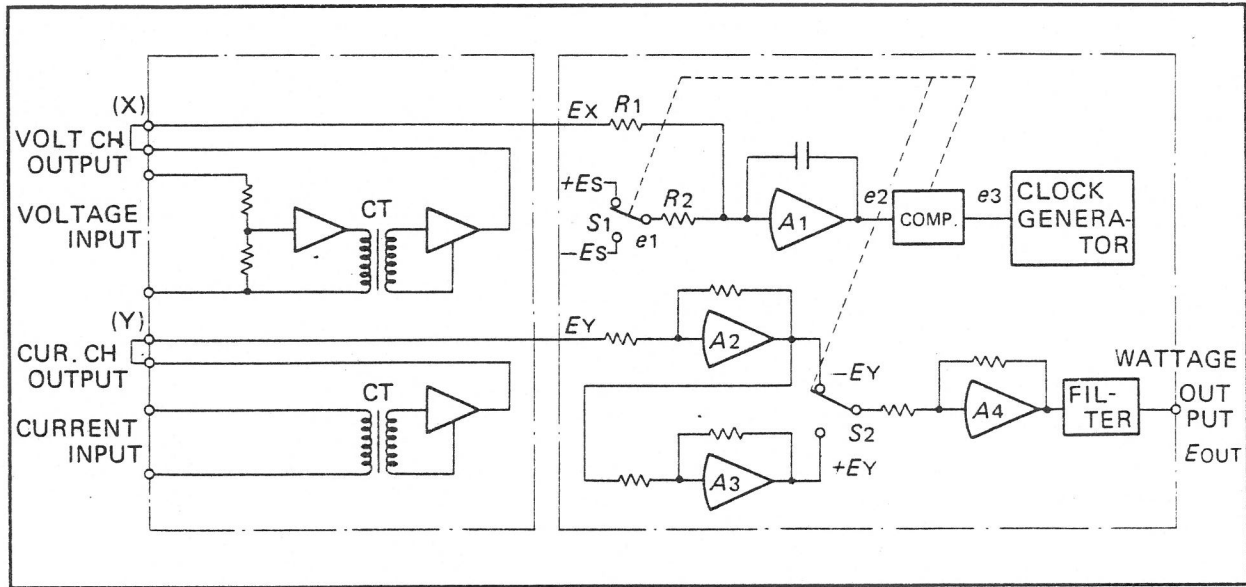 (X)
VOLT CH
OUTPUT
VOLTAGE
INPUT
CT
(Y)
CUR. CH
OUTPUT
CURRENT
INPUT
CT
EX
R1
+ES
S1
e1
−ES
R2
A1
e2
COMP.
e3
CLOCK
GENERA-
TOR
EY
A2
−EY
S2
+EY
A3
A4
FIL-
TER
WATTAGE
OUT
PUT
EOUT